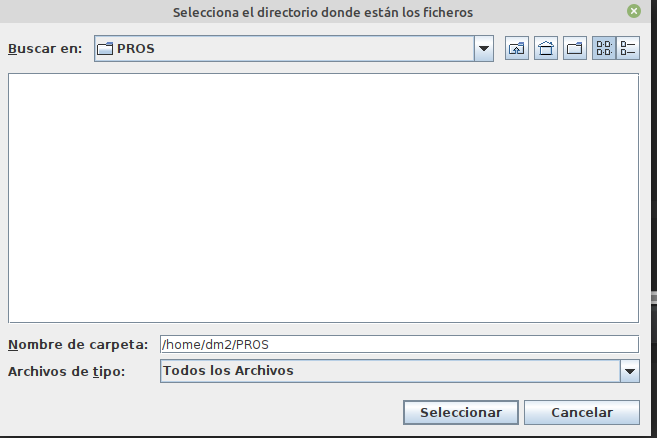 Selecciona el directorio donde están los ficheros
Buscar en: PROS
Nombre de carpeta: /home/dm2/PROS
Archivos de tipo: Todos los Archivos
Seleccionar Cancelar